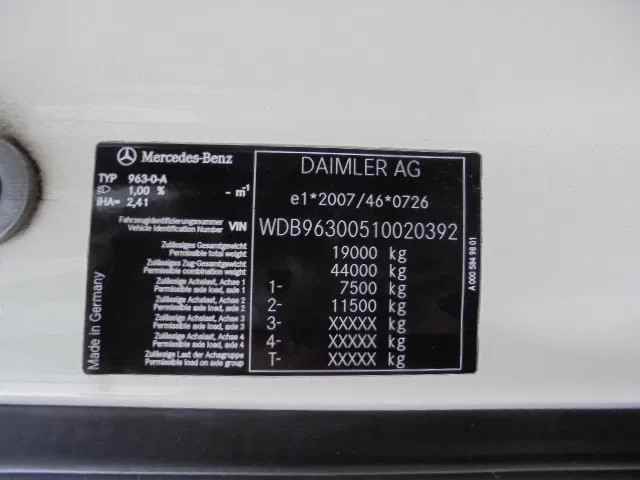 Mercedes-Benz
DAIMLER AG
TYP 963-0-A
1,00 % - m⁻¹
IHA= 2,41
e1*2007/46*0726
Fahrzeugidentifizierungsnummer
Vehicle Identification Number VIN WDB96300510020392
Zulässiges Gesamtgewicht
Permissible total weight 19000 kg
Zulässiges Zug-Gesamtgewicht
Permissible combination weight 44000 kg
Zulässige Achslast, Achse 1
Permissible axle load, axle 1 1- 7500 kg
Zulässige Achslast, Achse 2
Permissible axle load, axle 2 2- 11500 kg
Zulässige Achslast, Achse 3
Permissible axle load, axle 3 3- XXXXX kg
Zulässige Achslast, Achse 4
Permissible axle load, axle 4 4- XXXXX kg
Zulässige Last der Achsgruppe
Permissible load on axle group T- XXXXX kg
Made in Germany
A 000 584 98 01